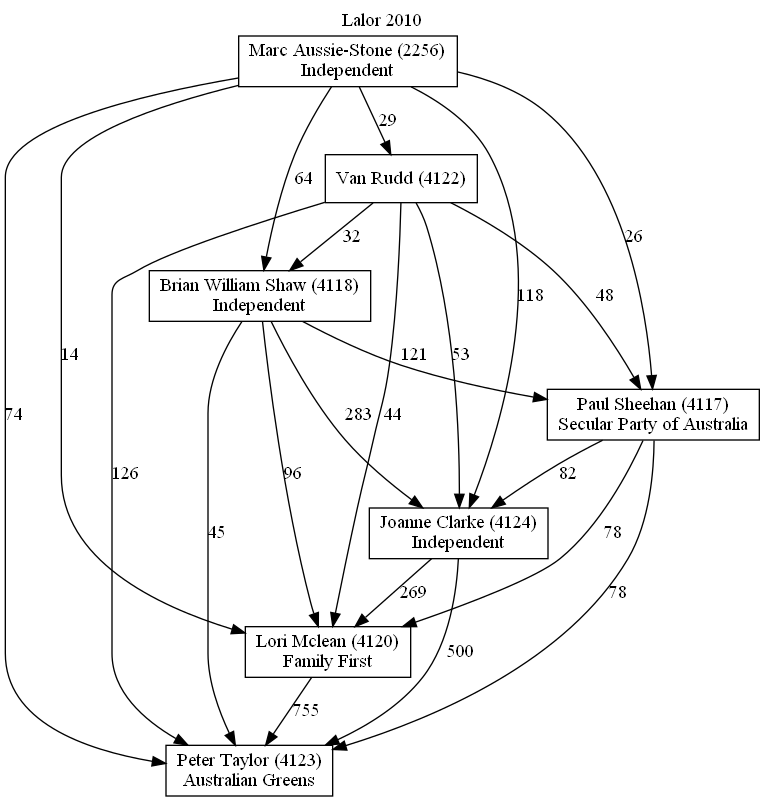 Lalor 2010
Marc Aussie-Stone (2256)
Independent
29
Van Rudd (4122)
64
32
26
Brian William Shaw (4118)
Independent
118
48
14
121
53
74
283
44
Paul Sheehan (4117)
Secular Party of Australia
126
96
82
45
Joanne Clarke (4124)
Independent
78
269
78
Lori Mclean (4120)
Family First
500
755
Peter Taylor (4123)
Australian Greens